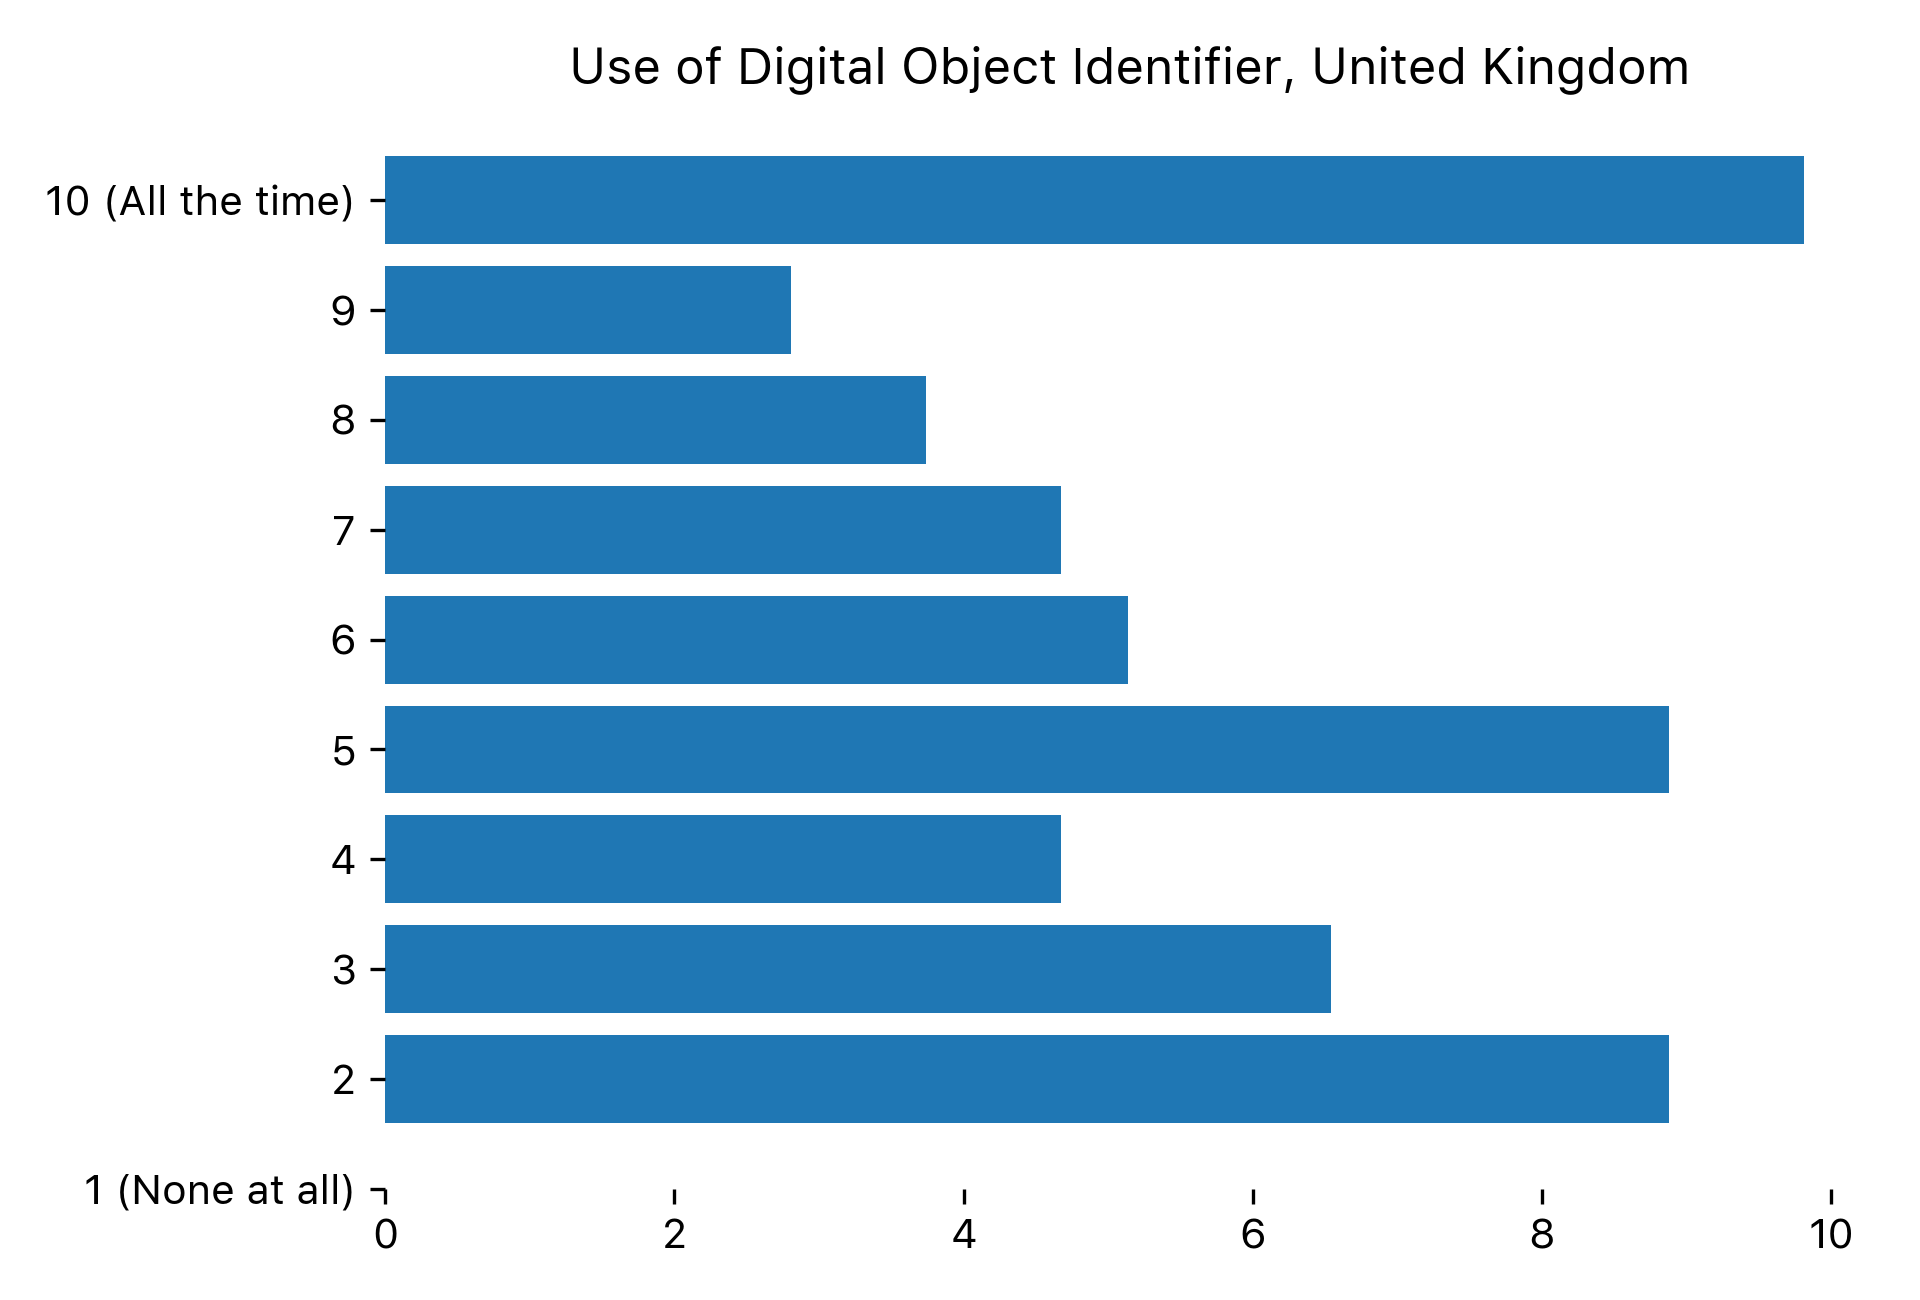 Use of Digital Object Identifier, United Kingdom
10 (All the time)
9
8
7
6
5
4
3
2
1 (None at all)
0 2 4 6 8 10